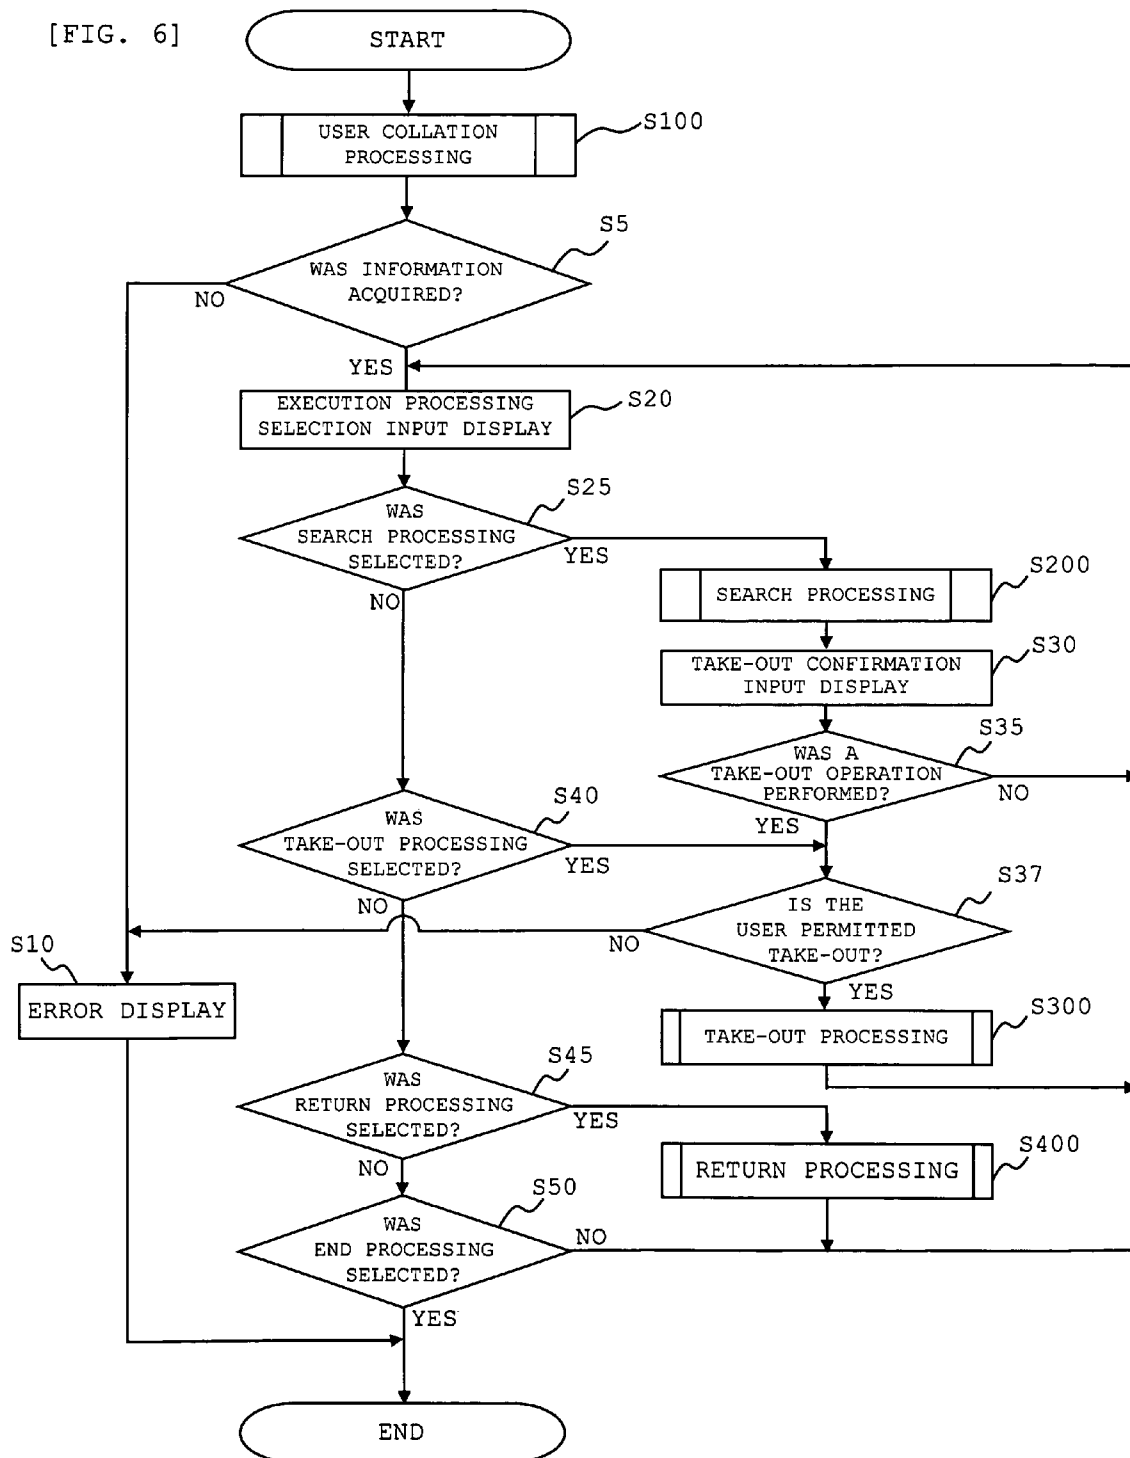 [FIG. 6]
START
USER COLLATION
PROCESSING
S100
S5
WAS INFORMATION
ACQUIRED?
NO
YES
EXECUTION PROCESSING
SELECTION INPUT DISPLAY
S20
S25
WAS
SEARCH PROCESSING
SELECTED?
YES
NO
S200
SEARCH PROCESSING
S30
TAKE-OUT CONFIRMATION
INPUT DISPLAY
S35
WAS A
TAKE-OUT OPERATION
PERFORMED?
NO
YES
S40
WAS
TAKE-OUT PROCESSING
SELECTED?
YES
NO
S37
IS THE
USER PERMITTED
TAKE-OUT?
NO
YES
S10
ERROR DISPLAY
S300
TAKE-OUT PROCESSING
S45
WAS
RETURN PROCESSING
SELECTED?
YES
NO
S400
RETURN PROCESSING
S50
WAS
END PROCESSING
SELECTED?
NO
YES
END